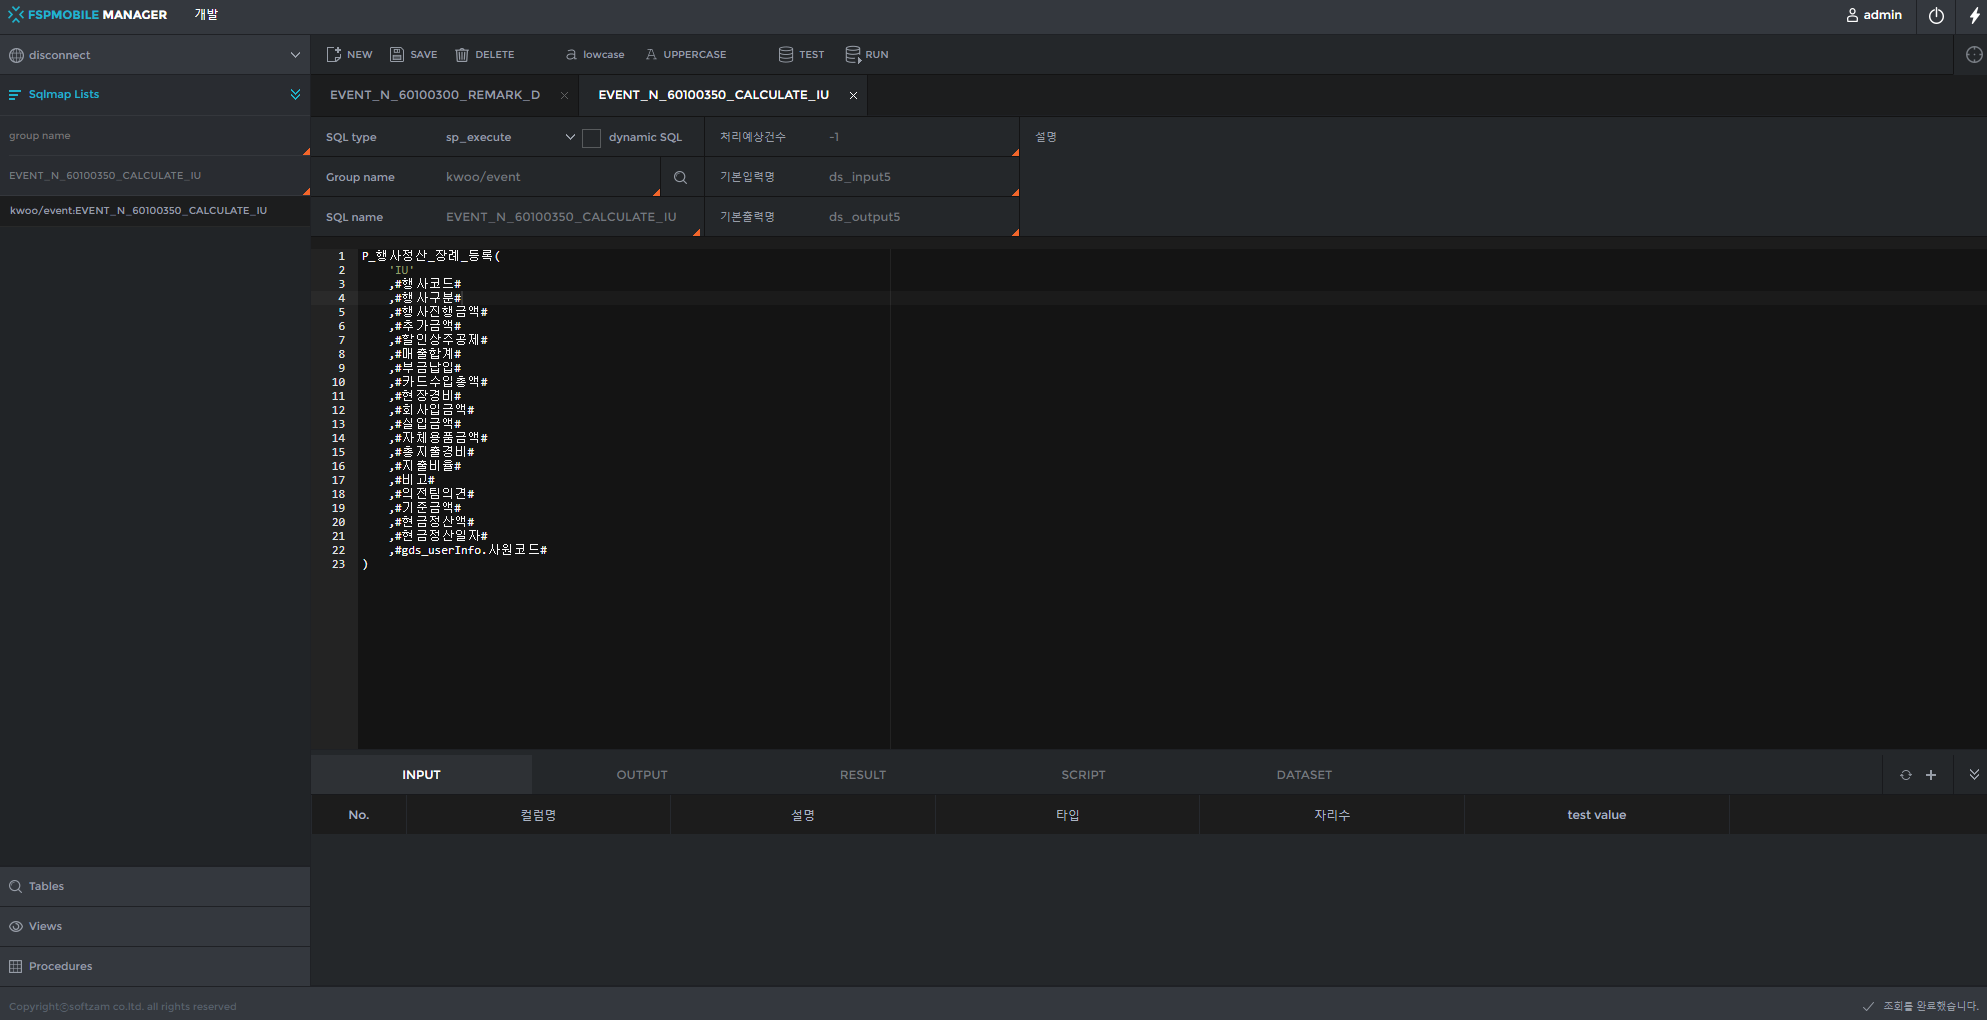 FSPMOBILE MANAGER 개발 admin
disconnect NEW SAVE DELETE lowcase UPPERCASE TEST RUN
Sqlmap Lists
EVENT_N_60100300_REMARK_D EVENT_N_60100350_CALCULATE_IU
group name
SQL type sp_execute dynamic SQL 처리예상건수 -1 설명
EVENT_N_60100350_CALCULATE_IU
Group name kwoo/event 기본입력명 ds_input5
kwoo/event:EVENT_N_60100350_CALCULATE_IU
SQL name EVENT_N_60100350_CALCULATE_IU 기본출력명 ds_output5
1 P_행사정산_장례_등록(
2 'IU'
3 ,#행사코드#
4 ,#행사구분#
5 ,#행사진행금액#
6 ,#추가금액#
7 ,#할인상주공제#
8 ,#매출합계#
9 ,#부금납입#
10 ,#카드수입총액#
11 ,#현장경비#
12 ,#회사입금액#
13 ,#실입금액#
14 ,#자체용품금액#
15 ,#총지출경비#
16 ,#지출비율#
17 ,#비고#
18 ,#의전팀의견#
19 ,#기준금액#
20 ,#현금정산액#
21 ,#현금정산일자#
22 ,#gds_userInfo.사원코드#
23 )
INPUT OUTPUT RESULT SCRIPT DATASET
No. 컬럼명 설명 타입 자리수 test value
Tables
Views
Procedures
Copyrightⓒsoftzam co.ltd. all rights reserved 조회를 완료했습니다.